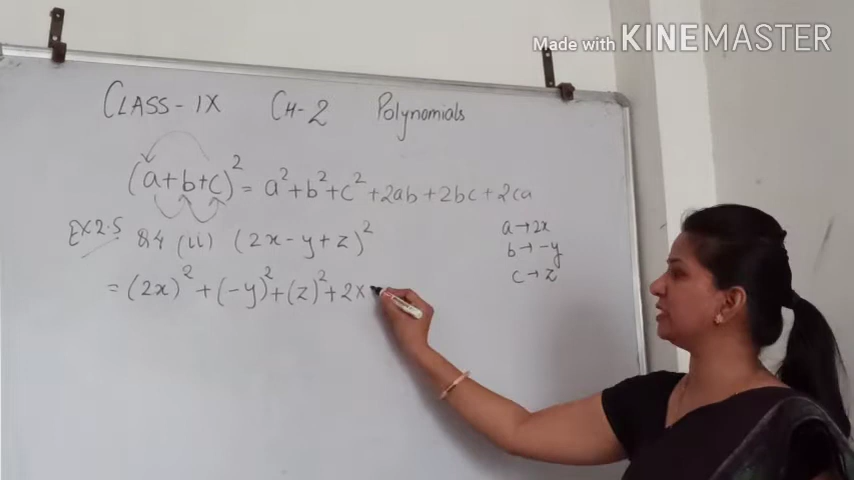 Made with KINEMASTER
CLASS-IX CH-2 Polynomials
(a+b+c)² = a²+b²+c²+2ab+2bc+2ca
EX 2.5 Q4 (ii) (2x-y+z)²
a→2x
b→-y
c→z
= (2x)²+(-y)²+(z)²+2×